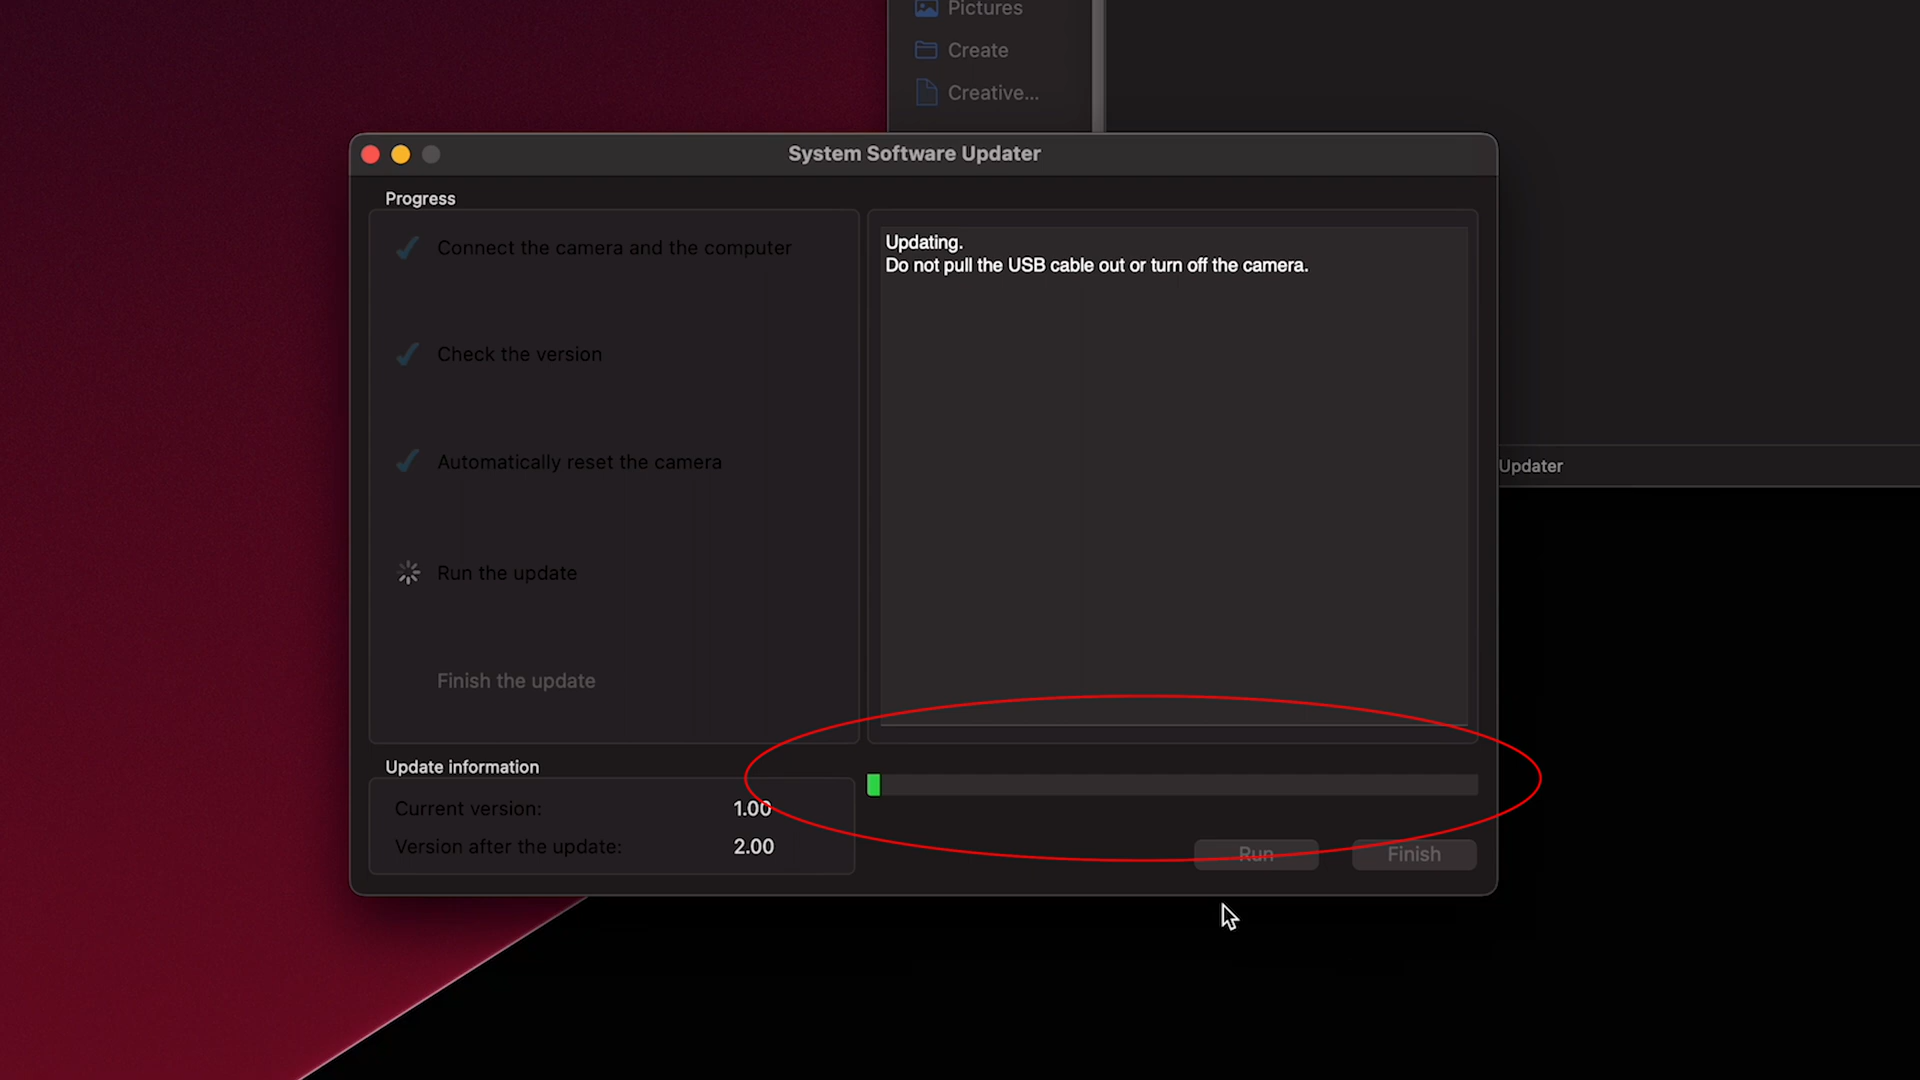 Pictures
Create
Creative...
System Software Updater
Progress
Connect the camera and the computer
Check the version
Automatically reset the camera
Run the update
Finish the update
Updating.
Do not pull the USB cable out or turn off the camera.
Updater
Update information
Current version: 1.00
Version after the update: 2.00
Run
Finish